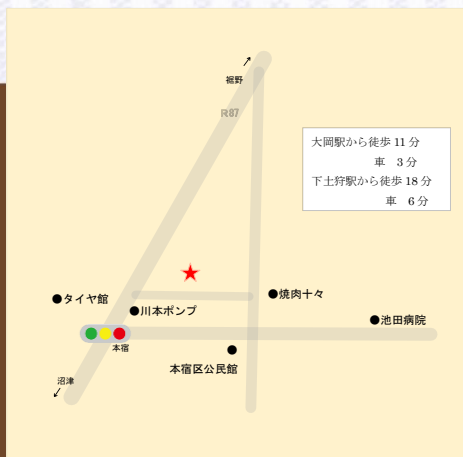 裾野
R87
大岡駅から徒歩 11 分
車 3 分
下土狩駅から徒歩 18 分
車 6 分
●タイヤ館
●川本ポンプ
●焼肉十々
●池田病院
本宿
本宿区公民館
沼津